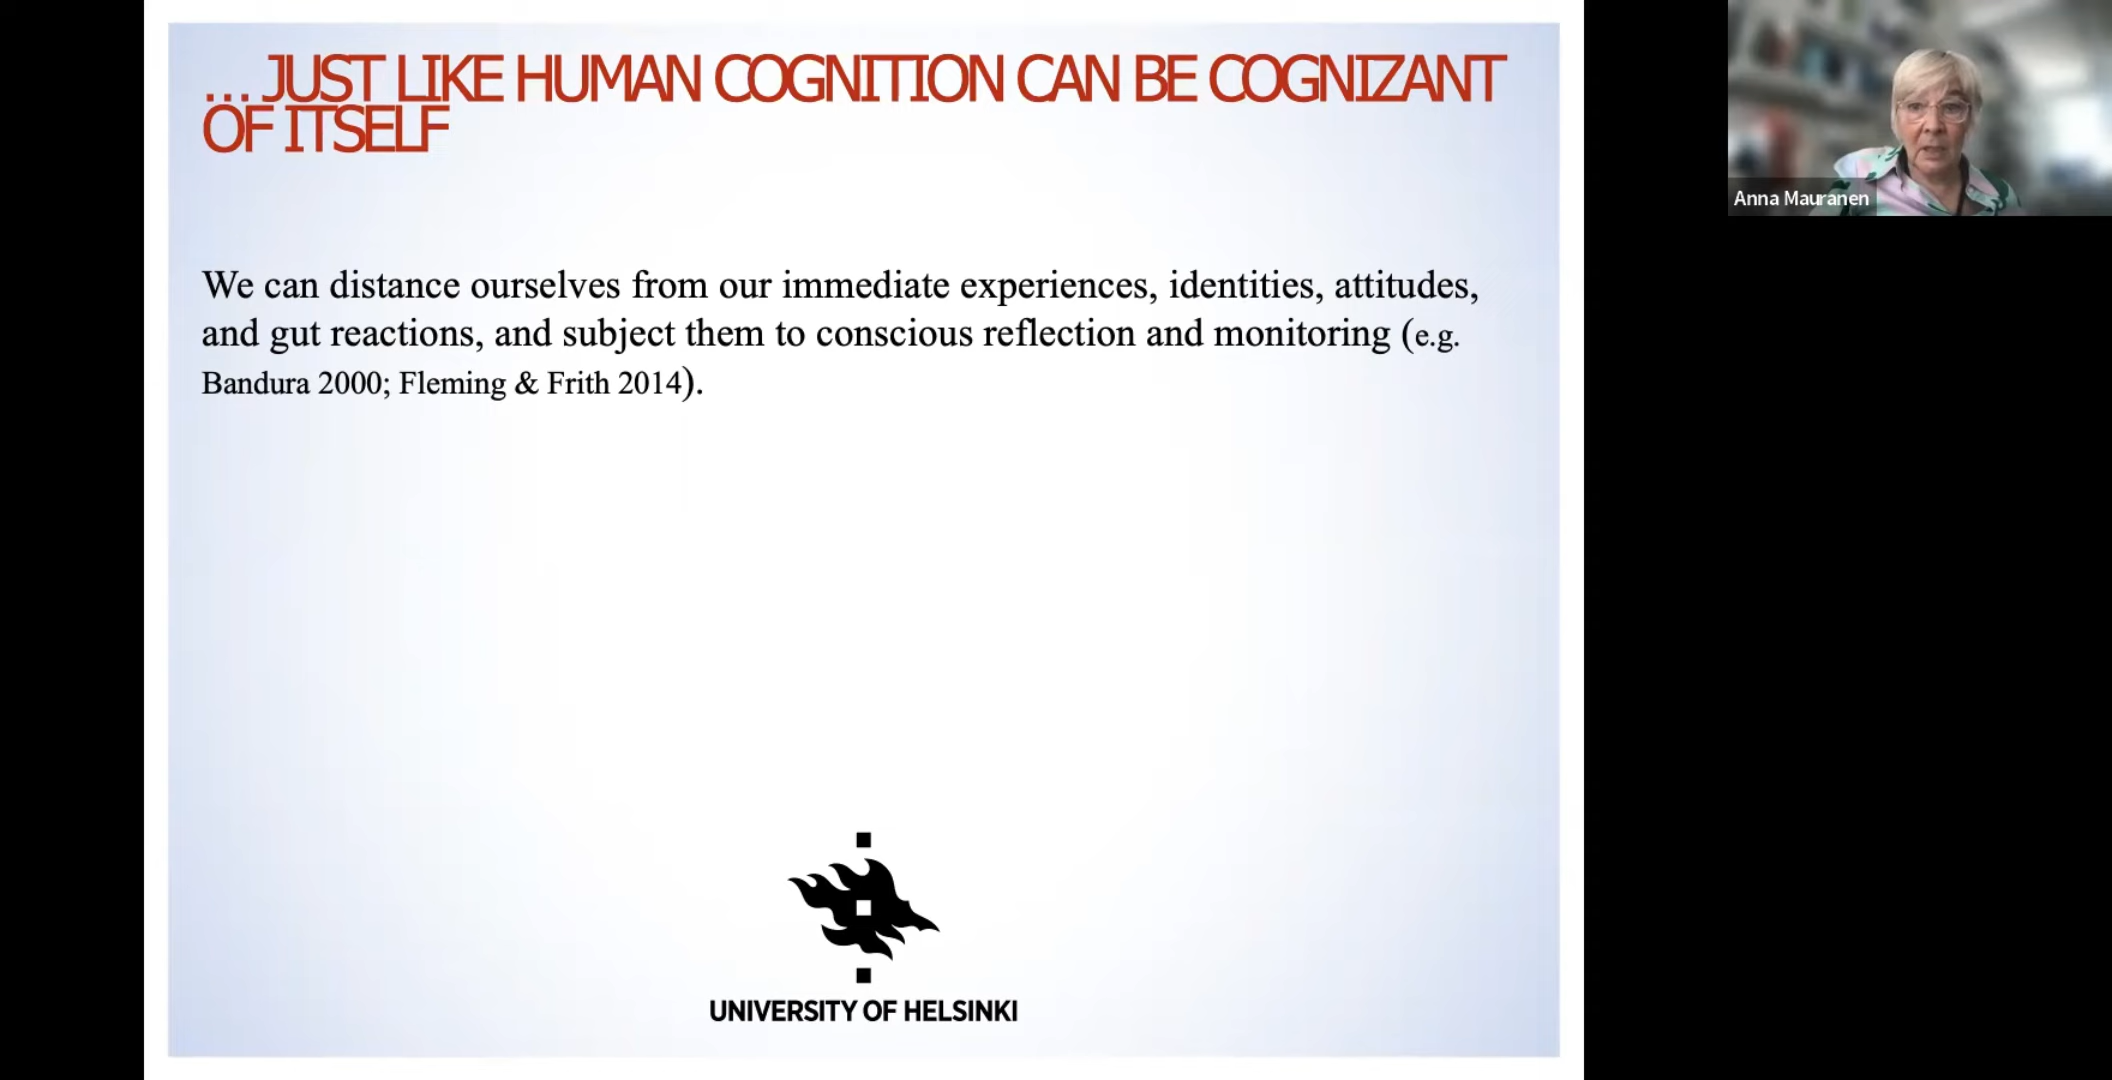 ... JUST LIKE HUMAN COGNITION CAN BE COGNIZANT
OF ITSELF
We can distance ourselves from our immediate experiences, identities, attitudes,
and gut reactions, and subject them to conscious reflection and monitoring (e.g.
Bandura 2000; Fleming & Frith 2014).
UNIVERSITY OF HELSINKI
Anna Mauranen